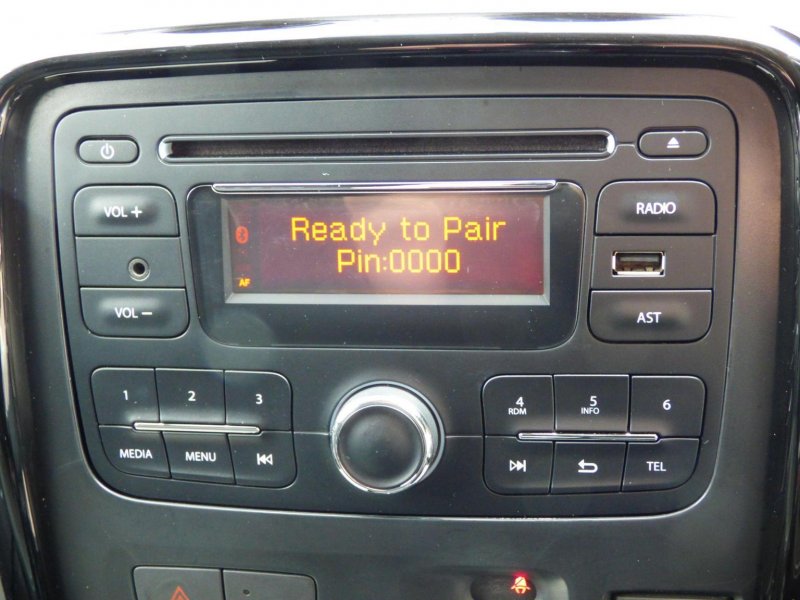 Ready to Pair
Pin:0000
AF
VOL +
VOL −
RADIO
AST
1
2
3
MEDIA
MENU
4
RDM
5
INFO
6
TEL